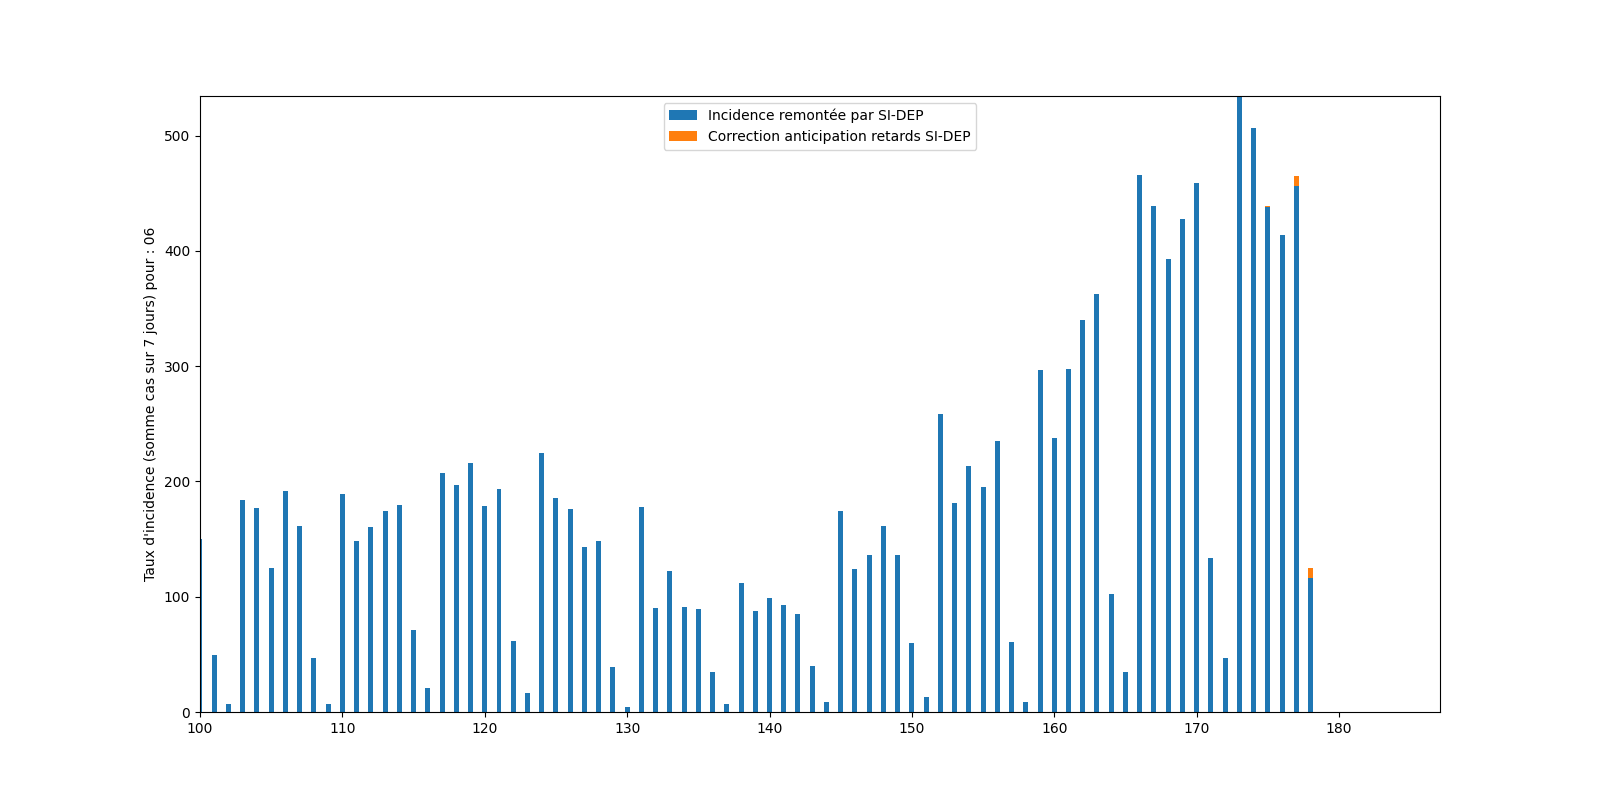 Incidence remontée par SI-DEP
Correction anticipation retards SI-DEP
Taux d'incidence (somme cas sur 7 jours) pour : 06
500
400
300
200
100
0
100 110 120 130 140 150 160 170 180